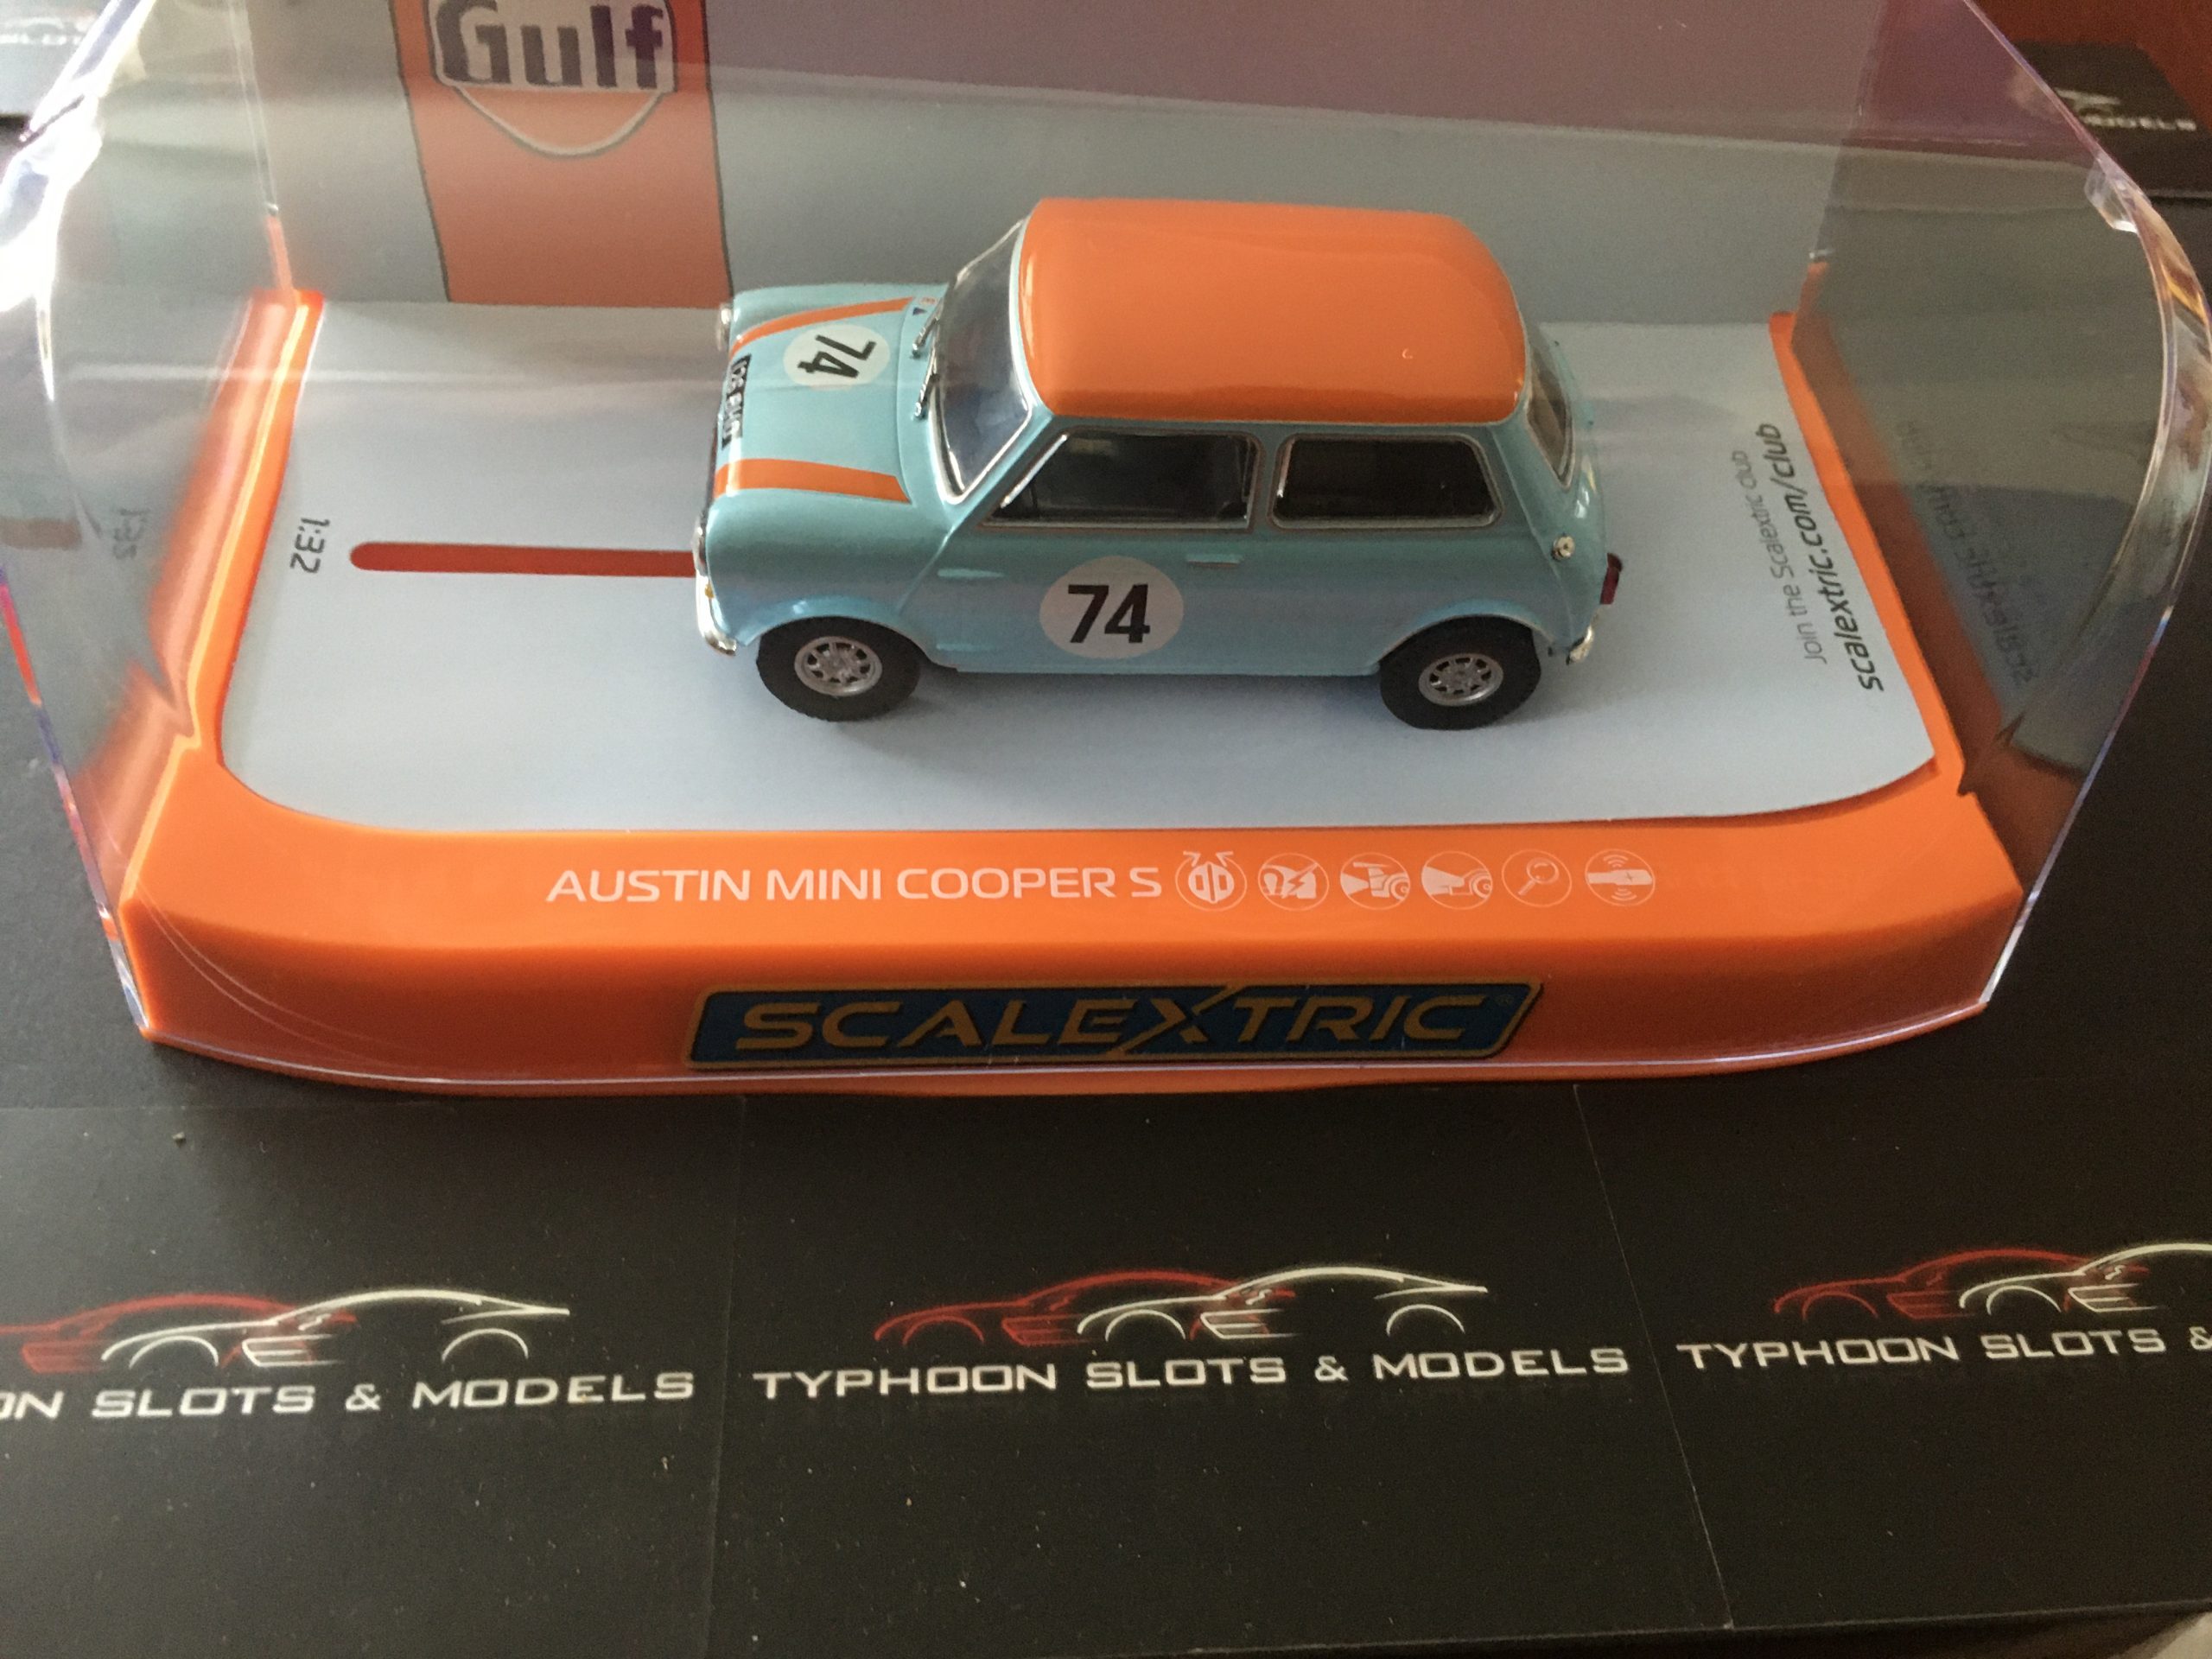 Gulf
MODELS
74
74
1:32
Join the Scalextric club
scalextric.com/club
AUSTIN MINI COOPER S
SCALEXTRIC
SLOTS & MODELS
TYPHOON SLOTS & MODELS
TYPHOON SLOTS &